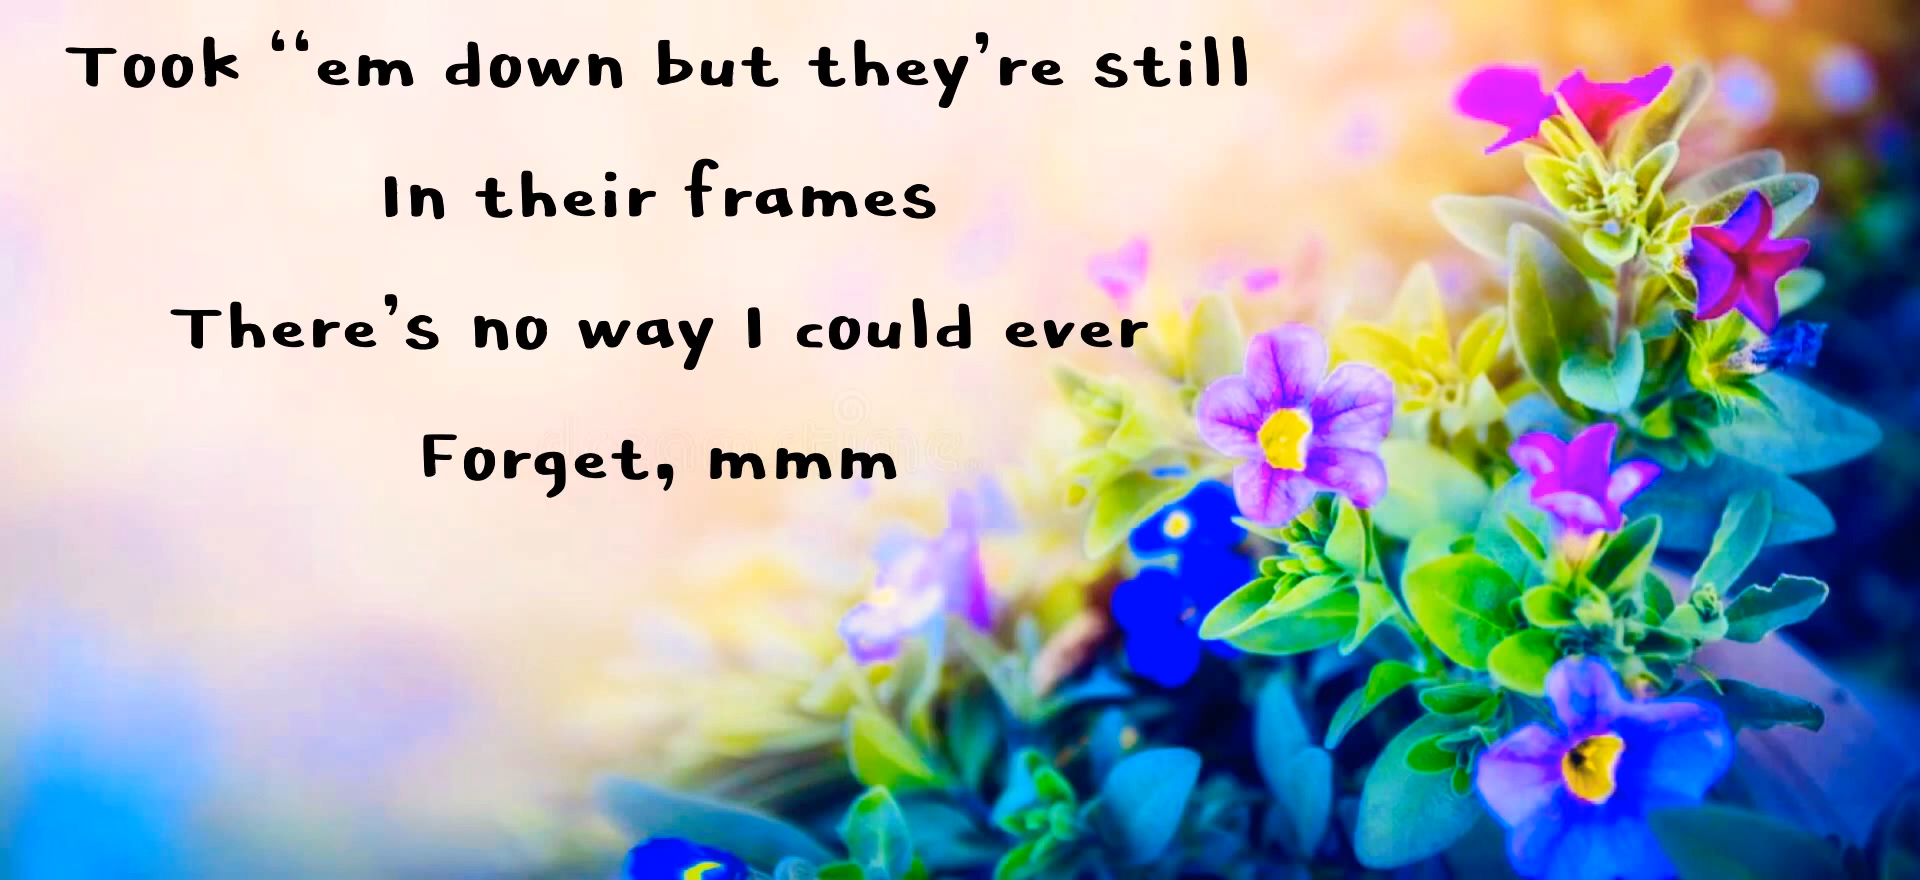 Took “em down but they’re still
In their frames
There’s no way I could ever
Forget, mmm